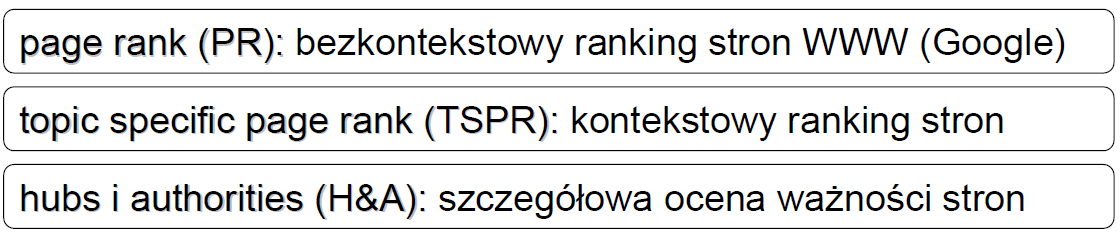 page rank (PR): bezkontekstowy ranking stron WWW (Google)
topic specific page rank (TSPR): kontekstowy ranking stron
hubs i authorities (H&A): szczegółowa ocena ważności stron